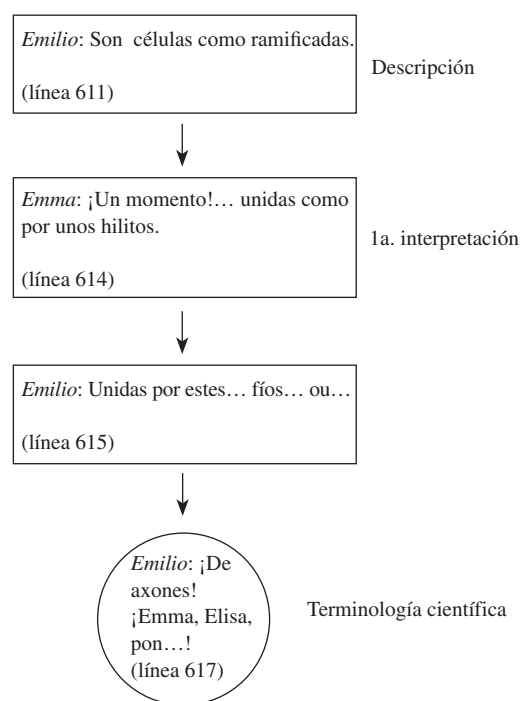 Emilio: Son células como ramificadas.
(línea 611)
Descripción
Emma: ¡Un momento!… unidas como
por unos hilitos.
(línea 614)
1a. interpretación
Emilio: Unidas por estes… fíos… ou…
(línea 615)
Emilio: ¡De
axones!
¡Emma, Elisa,
pon…!
(línea 617)
Terminología científica